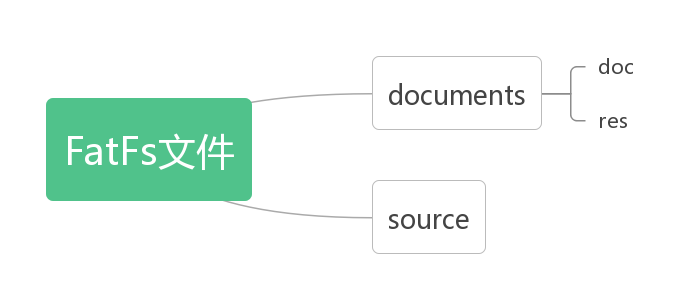 FatFs文件
documents
doc
res
source